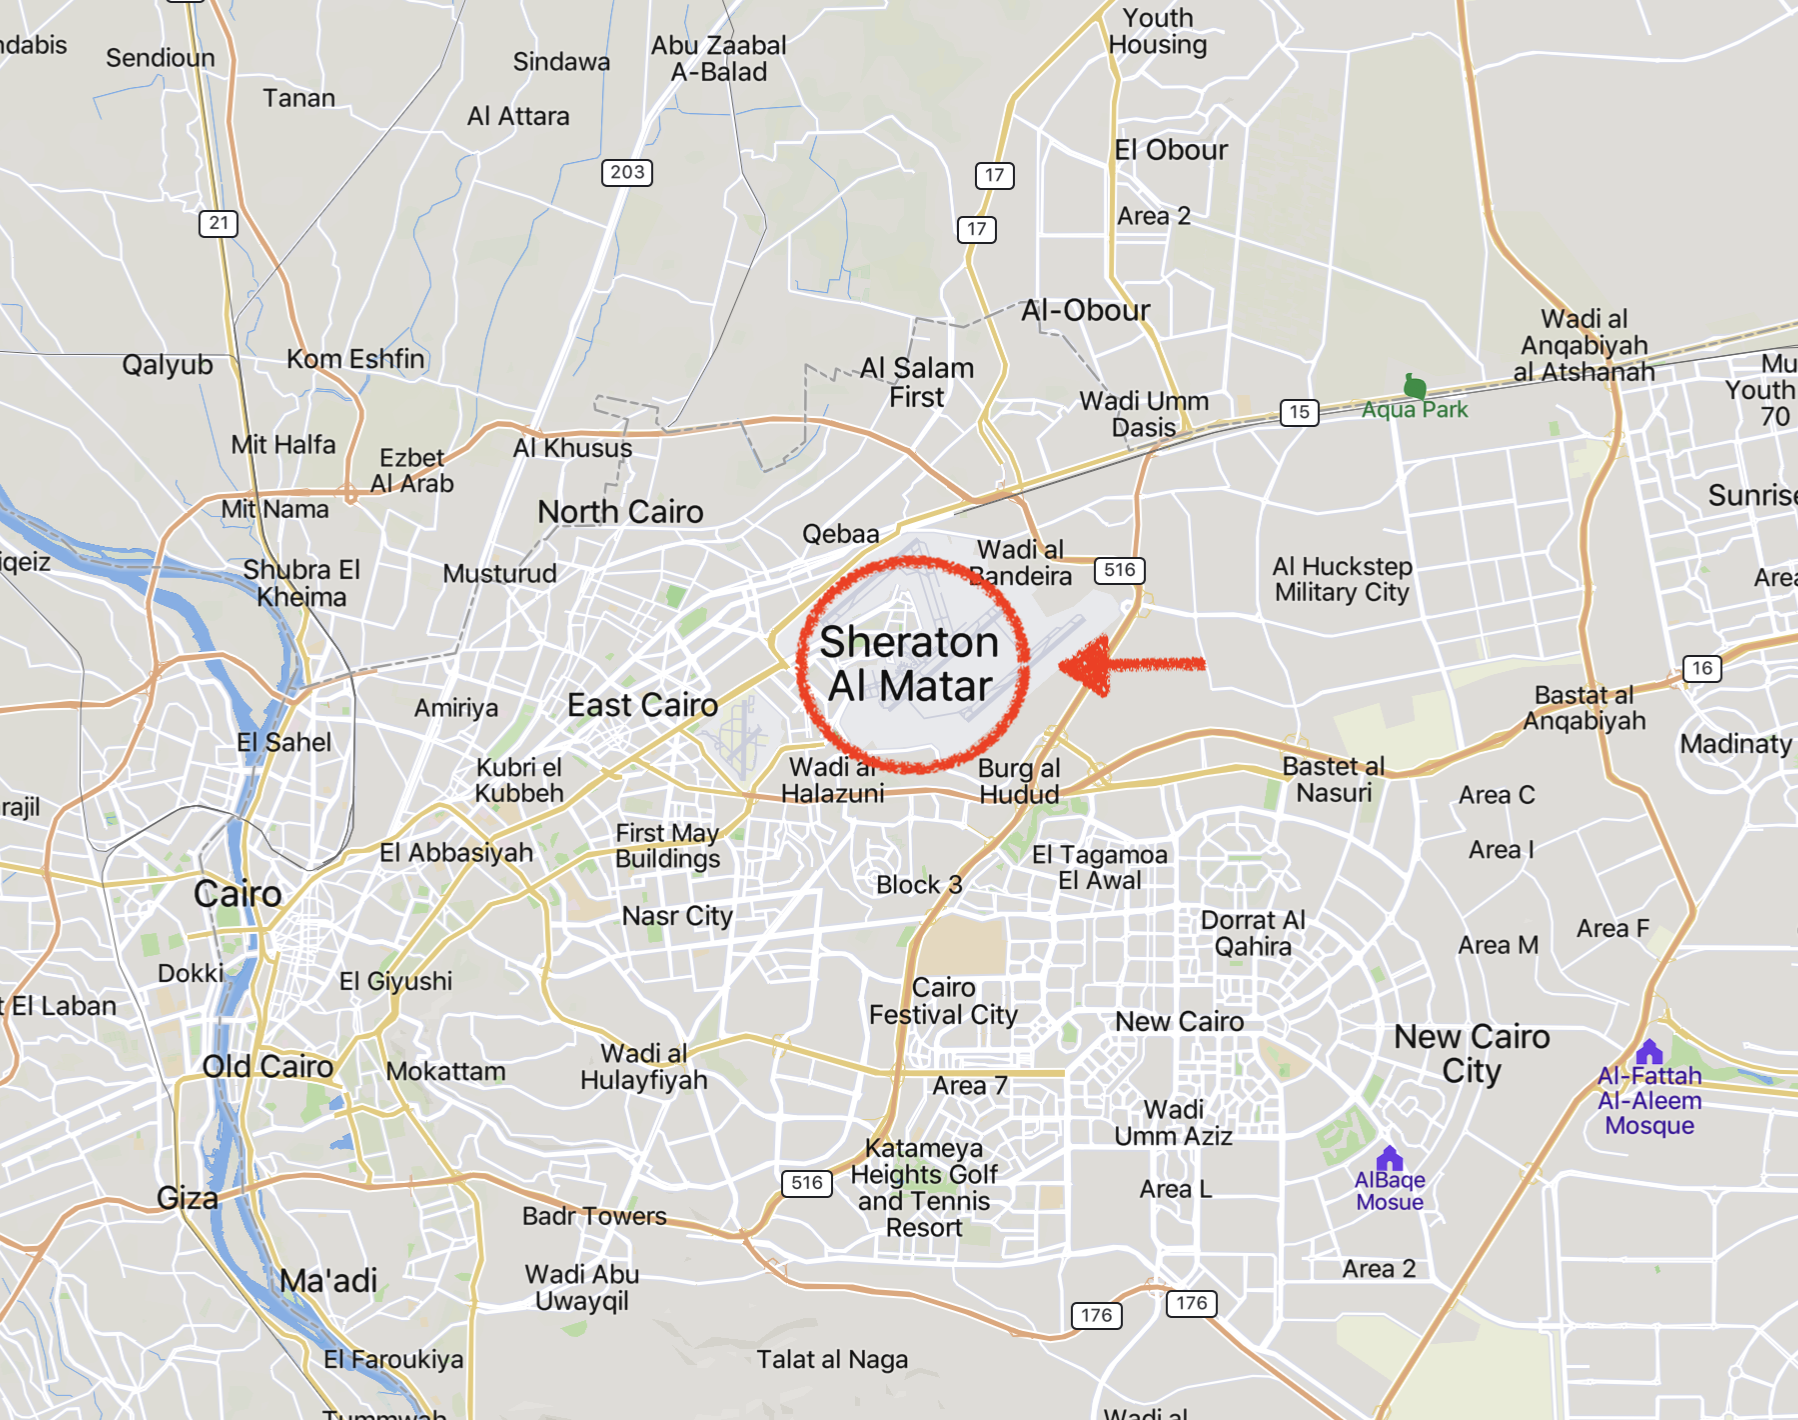 Youth
Housing
Sendioun
Sindawa
Abu Zaabal
A-Balad
Tanan
Al Attara
El Obour
203
17
21
17
Area 2
Al-Obour
Wadi al
Anqabiyah
al Atshanah
Qalyub
Kom Eshfin
Al Salam
First
Youth
70
Aqua Park
15
Wadi Umm
Dasis
Mit Halfa
Ezbet
Al Arab
Al Khusus
Mit Nama
North Cairo
Qebaa
Sunrise
Wadi al
Bandeira
516
Al Huckstep
Military City
Shubra El
Kheima
Musturud
Sheraton
Al Matar
16
Amiriya
East Cairo
Bastat al
Anqabiyah
El Sahel
Madinaty
Kubri el
Kubbeh
Wadi al
Halazuni
Burg al
Hudud
Bastet al
Nasuri
Area C
First May
Buildings
El Abbasiyah
El Tagamoa
El Awal
Area I
Block 3
Cairo
Nasr City
Dorrat Al
Qahira
Area F
Area M
Dokki
El Giyushi
Cairo
Festival City
El Laban
New Cairo
New Cairo
City
Old Cairo
Mokattam
Wadi al
Hulayfiyah
Area 7
Al-Fattah
Al-Aleem
Mosque
Wadi
Umm Aziz
Katameya
Heights Golf
and Tennis
Resort
516
Area L
AlBaqe
Mosue
Giza
Badr Towers
Ma'adi
Wadi Abu
Uwayqil
Area 2
176
176
El Faroukiya
Talat al Naga
Wadi al